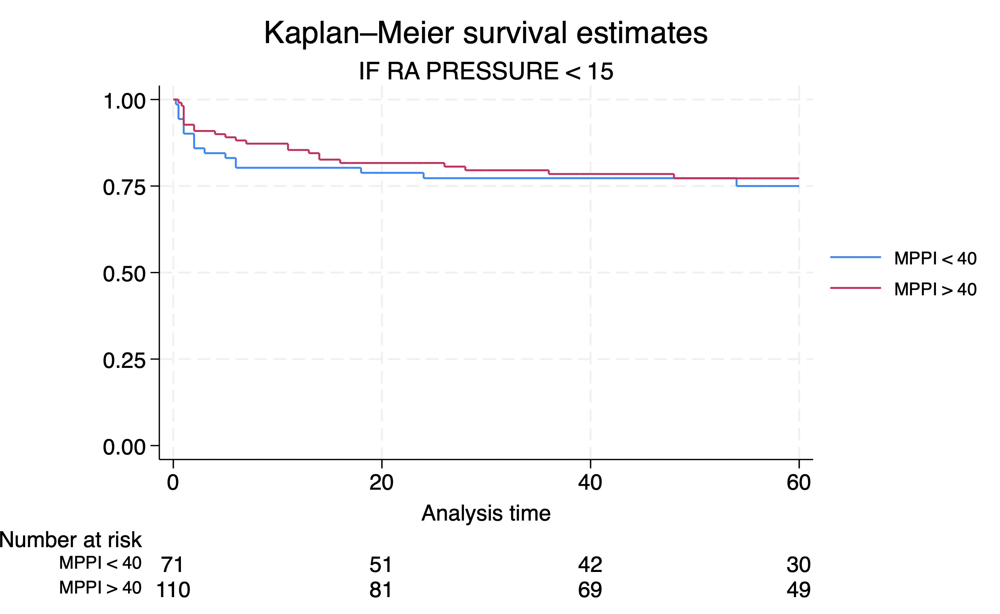 Kaplan–Meier survival estimates
IF RA PRESSURE < 15
1.00
0.75
0.50
0.25
0.00
0 20 40 60
Analysis time
MPPI < 40
MPPI > 40
Number at risk
MPPI < 40 71 51 42 30
MPPI > 40 110 81 69 49